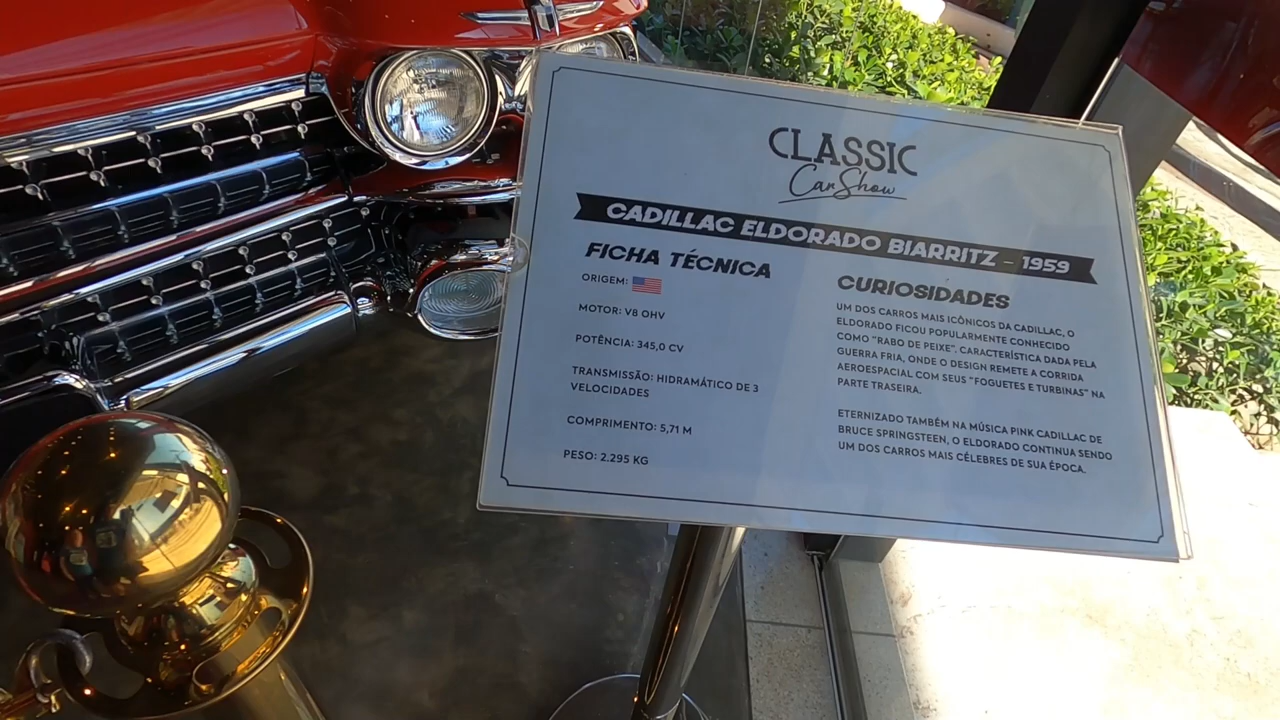 CLASSIC
Car Show
CADILLAC ELDORADO BIARRITZ - 1959
FICHA TÉCNICA
ORIGEM:
MOTOR: V8 OHV
POTÊNCIA: 345,0 CV
TRANSMISSÃO: HIDRAMÁTICO DE 3
VELOCIDADES
COMPRIMENTO: 5,71 M
PESO: 2.295 KG
CURIOSIDADES
UM DOS CARROS MAIS ICÔNICOS DA CADILLAC, O
ELDORADO FICOU POPULARMENTE CONHECIDO
COMO "RABO DE PEIXE". CARACTERÍSTICA DADA PELA
GUERRA FRIA, ONDE O DESIGN REMETE A CORRIDA
AEROESPACIAL COM SEUS "FOGUETES E TURBINAS" NA
PARTE TRASEIRA.
ETERNIZADO TAMBÉM NA MÚSICA PINK CADILLAC DE
BRUCE SPRINGSTEEN, O ELDORADO CONTINUA SENDO
UM DOS CARROS MAIS CÉLEBRES DE SUA ÉPOCA.